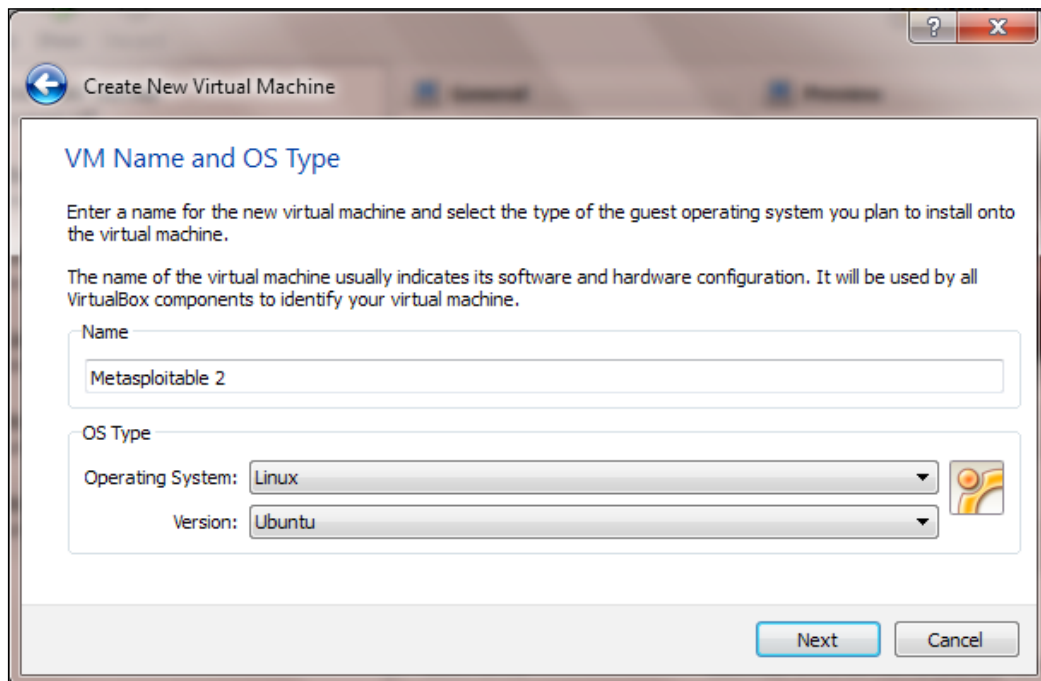 Create New Virtual Machine
General
Preview
VM Name and OS Type
Enter a name for the new virtual machine and select the type of the guest operating system you plan to install onto
the virtual machine.
The name of the virtual machine usually indicates its software and hardware configuration. It will be used by all
VirtualBox components to identify your virtual machine.
Name
Metasploitable 2
OS Type
Operating System: Linux
Version: Ubuntu
Next Cancel